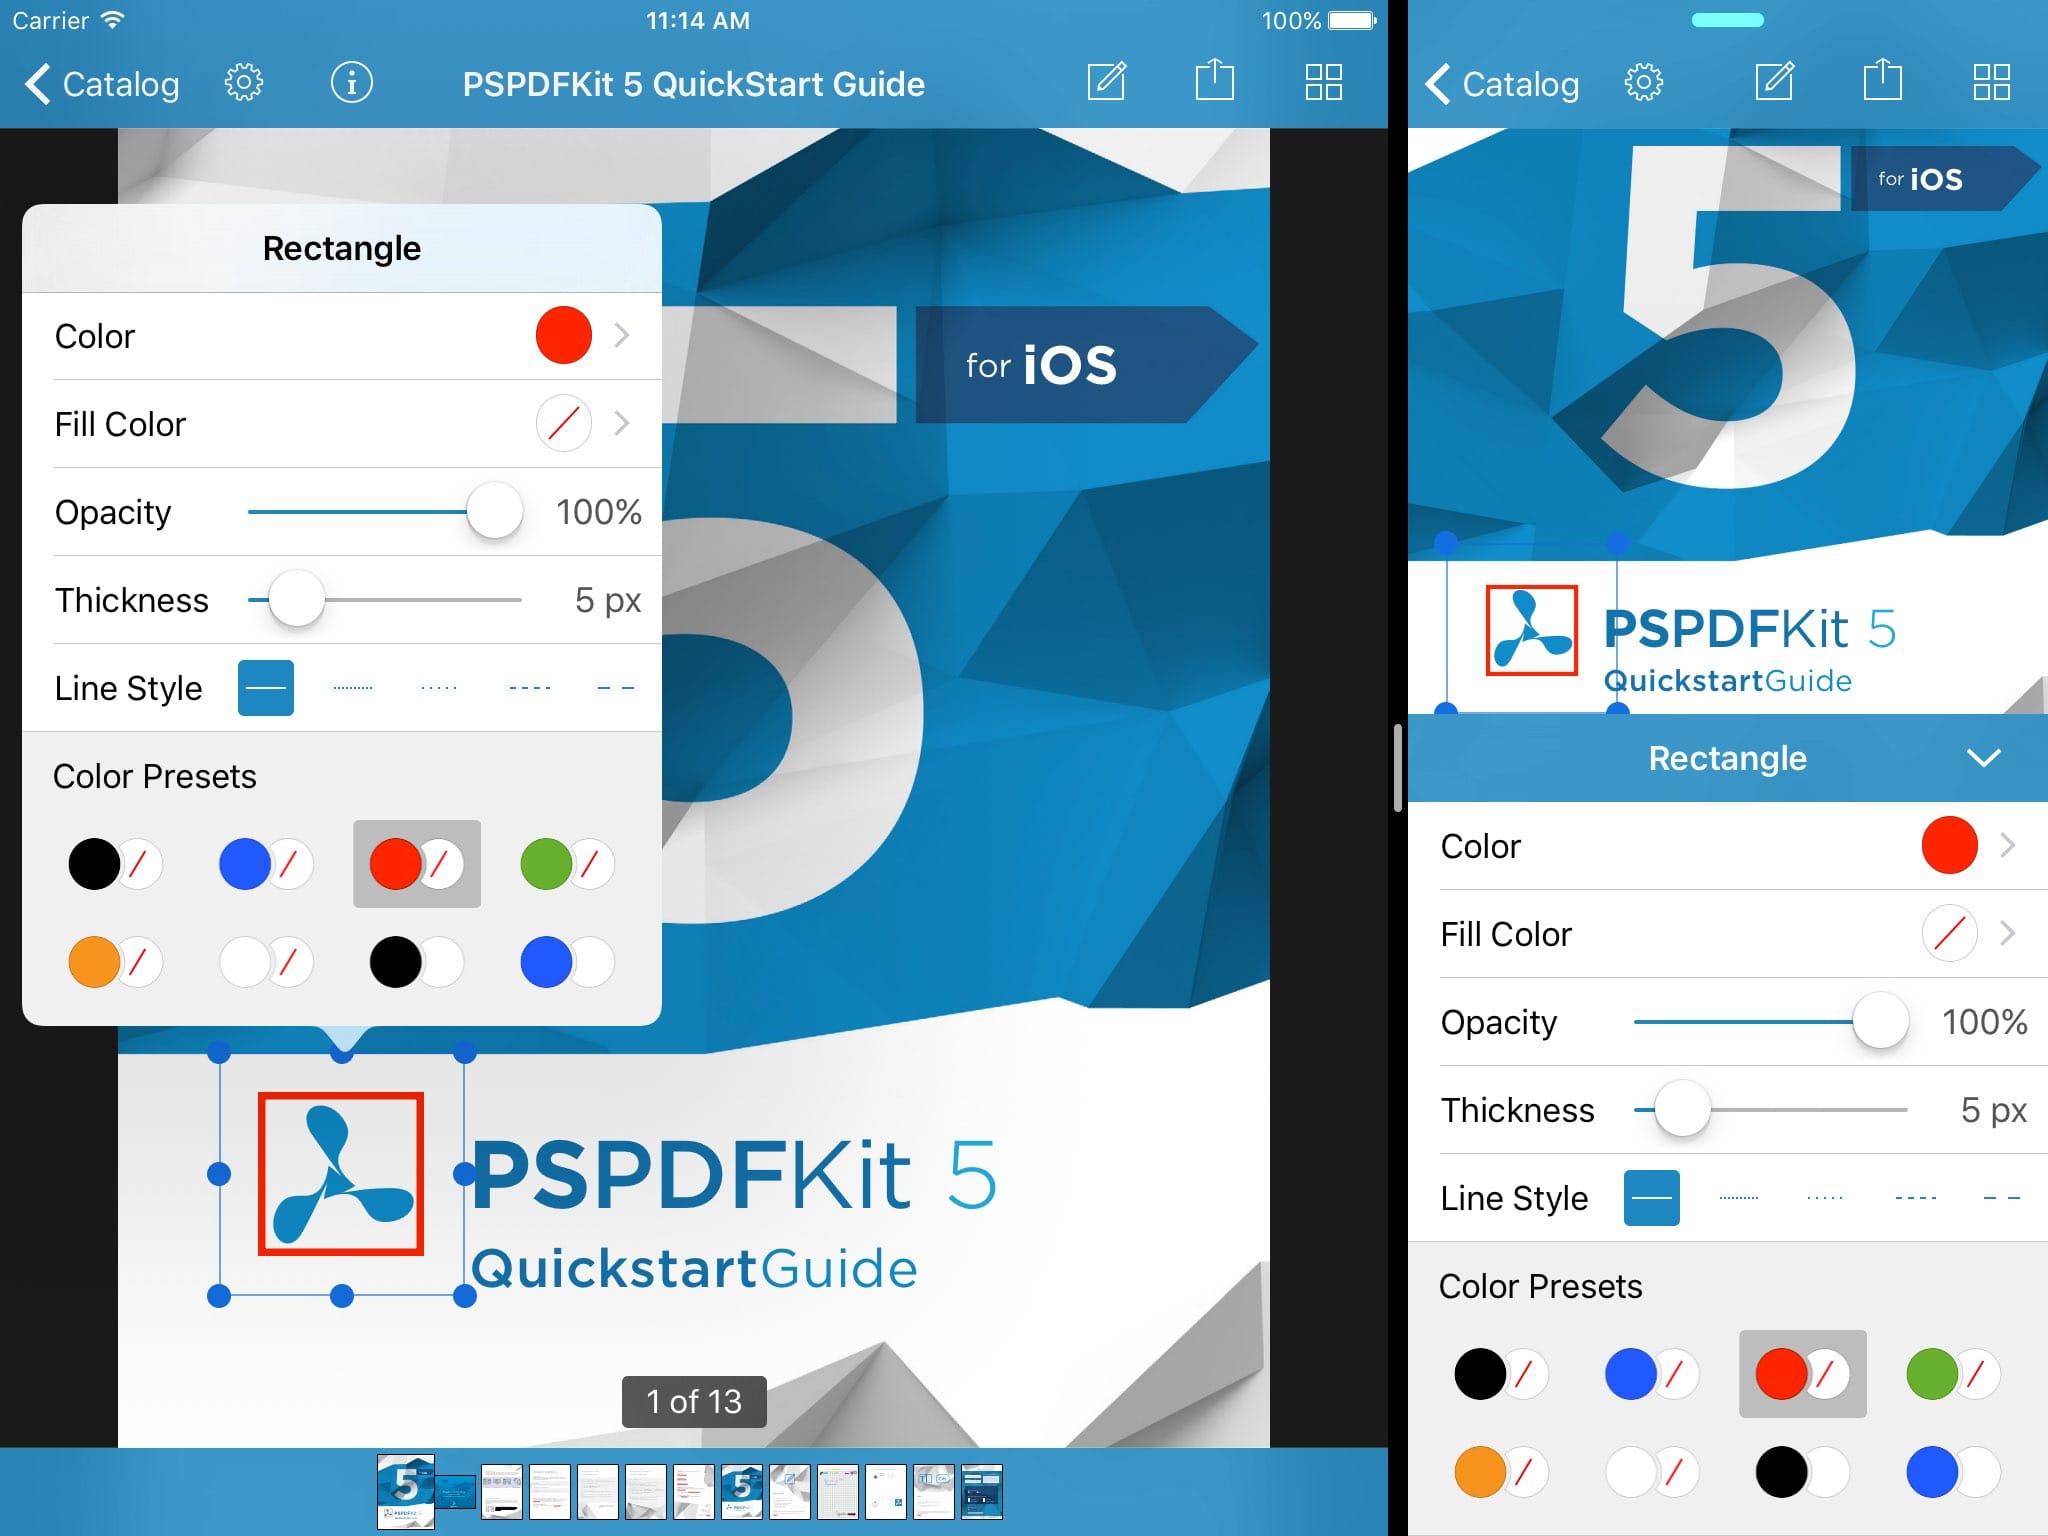 Carrier 11:14 AM 100%
Catalog PSPDFKit 5 QuickStart Guide
Rectangle
Color
Fill Color
Opacity 100%
Thickness 5 px
Line Style
Color Presets
for iOS
PSPDFKit 5
QuickstartGuide
1 of 13
5
Catalog
for iOS
PSPDFKit 5
QuickstartGuide
Rectangle
Color
Fill Color
Opacity 100%
Thickness 5 px
Line Style
Color Presets